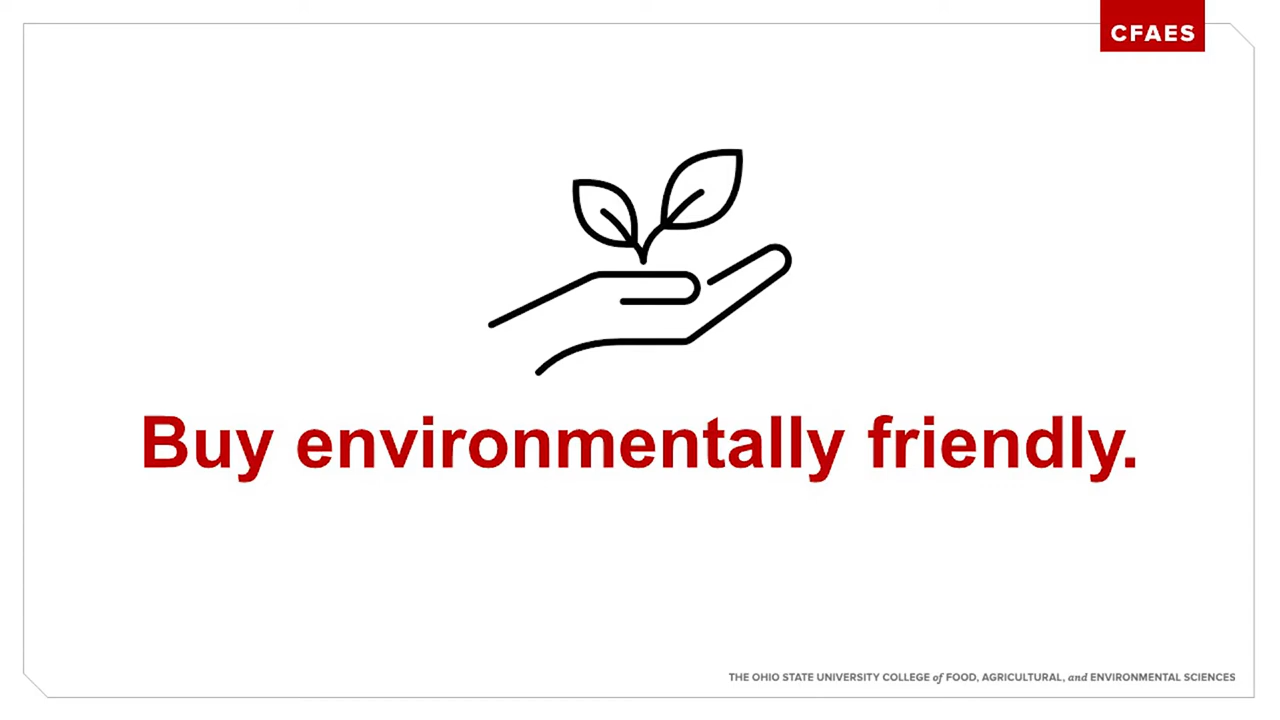 CFAES
Buy environmentally friendly.
THE OHIO STATE UNIVERSITY COLLEGE of FOOD, AGRICULTURAL, and ENVIRONMENTAL SCIENCES